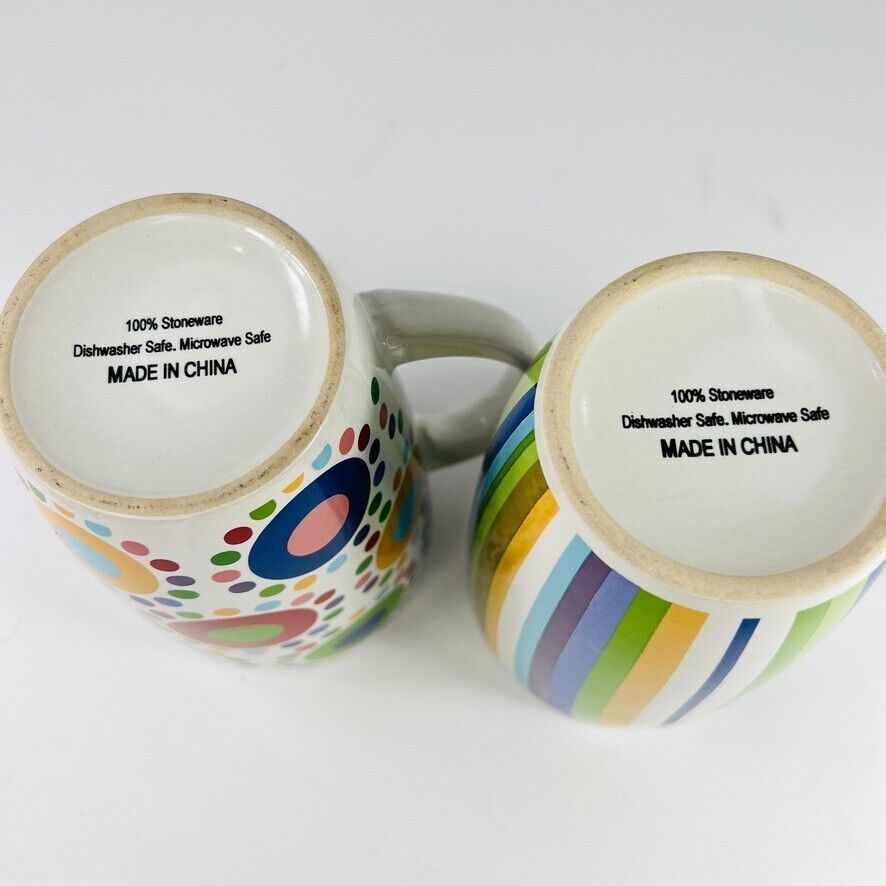 100% Stoneware
Dishwasher Safe. Microwave Safe
MADE IN CHINA
100% Stoneware
Dishwasher Safe. Microwave Safe
MADE IN CHINA